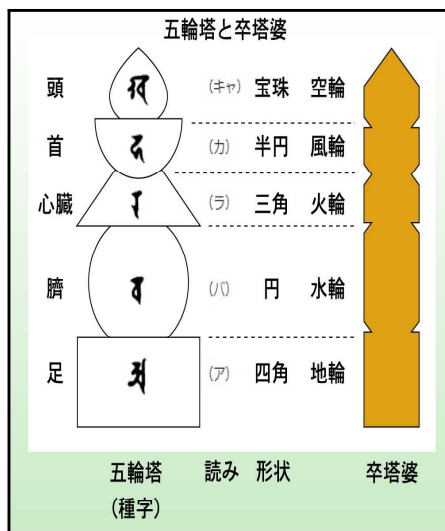 五輪塔と卒塔婆
頭 (キャ) 宝珠 空輪
首 (カ) 半円 風輪
心臓 (ラ) 三角 火輪
臍 (バ) 円 水輪
足 (ア) 四角 地輪
五輪塔 読み 形状 卒塔婆
(種字)